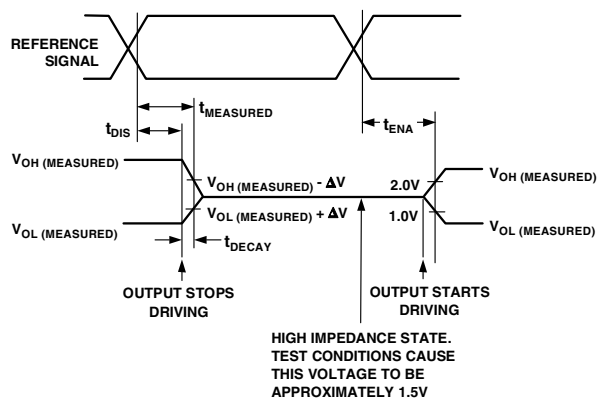 REFERENCE
SIGNAL
tMEASURED
tDIS
tENA
VOH (MEASURED)
VOH (MEASURED) - ΔV
2.0V
VOH (MEASURED)
VOL (MEASURED) + ΔV
1.0V
VOL (MEASURED)
VOL (MEASURED)
tDECAY
OUTPUT STOPS
DRIVING
OUTPUT STARTS
DRIVING
HIGH IMPEDANCE STATE.
TEST CONDITIONS CAUSE
THIS VOLTAGE TO BE
APPROXIMATELY 1.5V